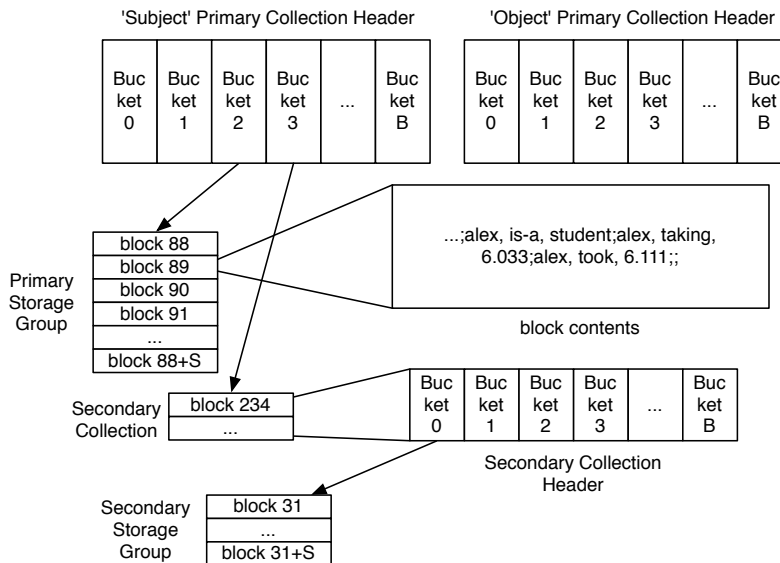 'Subject' Primary Collection Header
'Object' Primary Collection Header
Buc
ket
0
Buc
ket
1
Buc
ket
2
Buc
ket
3
...
Buc
ket
B
Buc
ket
0
Buc
ket
1
Buc
ket
2
Buc
ket
3
...
Buc
ket
B
Primary
Storage
Group
block 88
block 89
block 90
block 91
...
block 88+S
...;alex, is-a, student;alex, taking,
6.033;alex, took, 6.111;;
block contents
Secondary
Collection
block 234
...
Buc
ket
0
Buc
ket
1
Buc
ket
2
Buc
ket
3
...
Buc
ket
B
Secondary Collection
Header
Secondary
Storage
Group
block 31
...
block 31+S